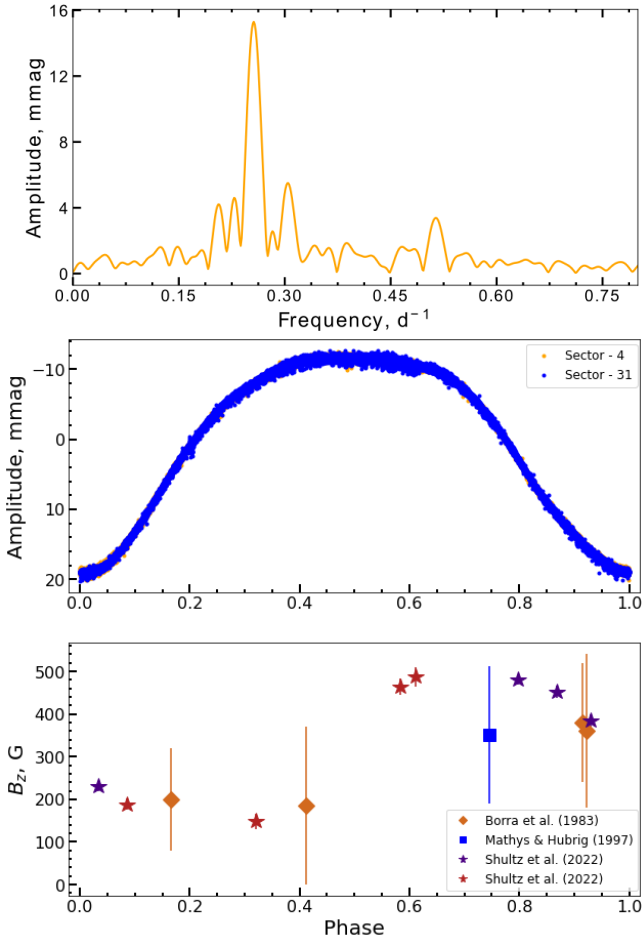 16
12
8
4
0
Amplitude, mmag
0.00 0.15 0.30 0.45 0.60 0.75
Frequency, d⁻¹
−10
0
10
20
Amplitude, mmag
Sector - 4
Sector - 31
0.0 0.2 0.4 0.6 0.8 1.0
500
400
300
200
100
0
B_z, G
Borra et al. (1983)
Mathys & Hubrig (1997)
Shultz et al. (2022)
Shultz et al. (2022)
0.0 0.2 0.4 0.6 0.8 1.0
Phase